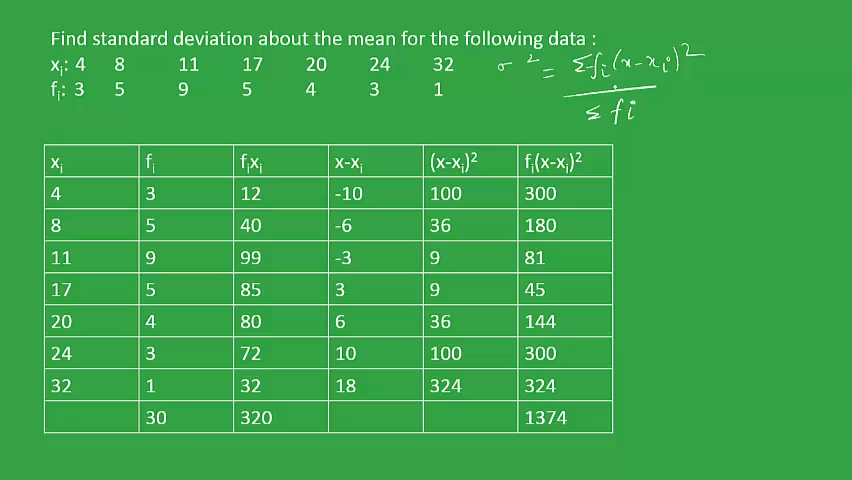 Find standard deviation about the mean for the following data :
xᵢ: 4 8 11 17 20 24 32
fᵢ: 3 5 9 5 4 3 1
σ² = Σfᵢ(x-xᵢ)²
Σfi
xᵢ fᵢ fᵢxᵢ x-xᵢ (x-xᵢ)² fᵢ(x-xᵢ)²
4 3 12 -10 100 300
8 5 40 -6 36 180
11 9 99 -3 9 81
17 5 85 3 9 45
20 4 80 6 36 144
24 3 72 10 100 300
32 1 32 18 324 324
30 320 1374